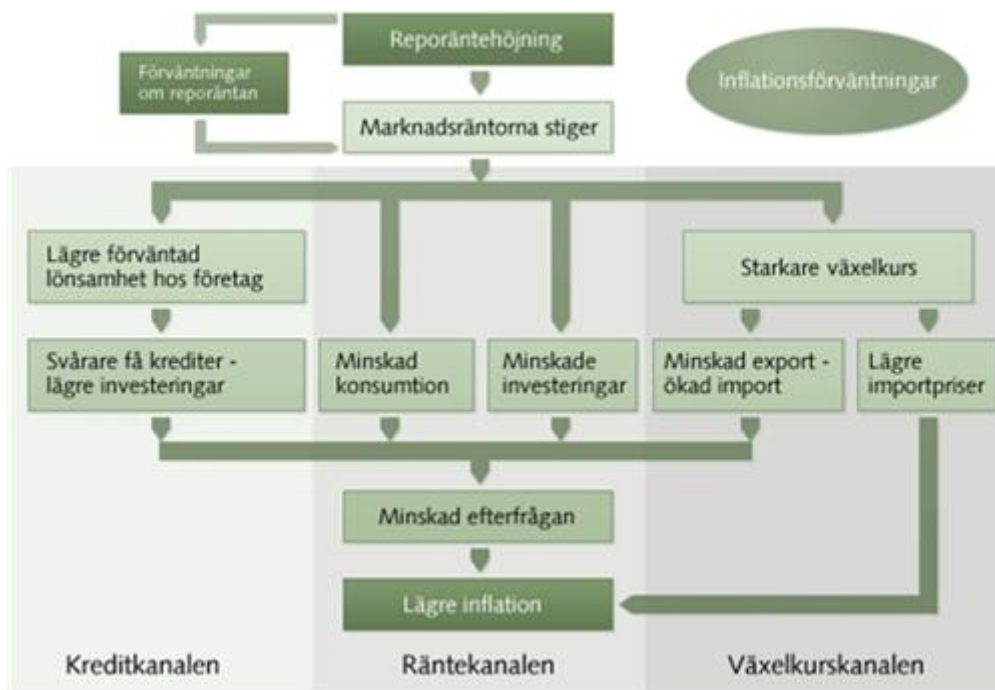 Reporäntehöjning
Förväntningar
om reporäntan
Inflationsförväntningar
Marknadsräntorna stiger
Lägre förväntad
lönsamhet hos företag
Starkare växelkurs
Svårare få krediter -
lägre investeringar
Minskad
konsumtion
Minskade
investeringar
Minskad export -
ökad import
Lägre
importpriser
Minskad efterfrågan
Lägre inflation
Kreditkanalen
Räntekanalen
Växelkurskanalen